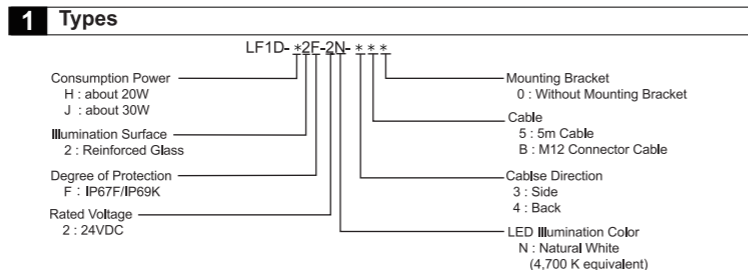 1 Types
LF1D- *2F-2N- * * *
Consumption Power
H : about 20W
J : about 30W
Illumination Surface
2 : Reinforced Glass
Degree of Protection
F : IP67F/IP69K
Rated Voltage
2 : 24VDC
Mounting Bracket
0 : Without Mounting Bracket
Cable
5 : 5m Cable
B : M12 Connector Cable
Cablse Direction
3 : Side
4 : Back
LED Illumination Color
N : Natural White
(4,700 K equivalent)